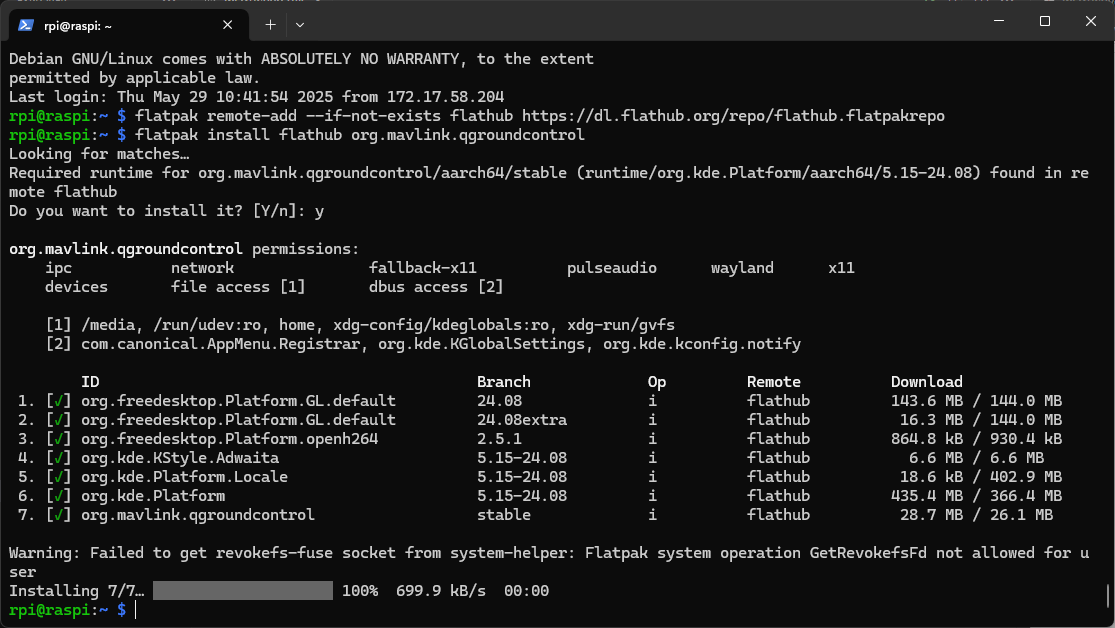 rpi@raspi: ~
Debian GNU/Linux comes with ABSOLUTELY NO WARRANTY, to the extent
permitted by applicable law.
Last login: Thu May 29 10:41:54 2025 from 172.17.58.204
rpi@raspi:~ $ flatpak remote-add --if-not-exists flathub https://dl.flathub.org/repo/flathub.flatpakrepo
rpi@raspi:~ $ flatpak install flathub org.mavlink.qgroundcontrol
Looking for matches…
Required runtime for org.mavlink.qgroundcontrol/aarch64/stable (runtime/org.kde.Platform/aarch64/5.15-24.08) found in re
mote flathub
Do you want to install it? [Y/n]: y
org.mavlink.qgroundcontrol permissions:
ipc network fallback-x11 pulseaudio wayland x11
devices file access [1] dbus access [2]
[1] /media, /run/udev:ro, home, xdg-config/kdeglobals:ro, xdg-run/gvfs
[2] com.canonical.AppMenu.Registrar, org.kde.KGlobalSettings, org.kde.kconfig.notify
ID Branch Op Remote Download
1. [√] org.freedesktop.Platform.GL.default 24.08 i flathub 143.6 MB / 144.0 MB
2. [√] org.freedesktop.Platform.GL.default 24.08extra i flathub 16.3 MB / 144.0 MB
3. [√] org.freedesktop.Platform.openh264 2.5.1 i flathub 864.8 kB / 930.4 kB
4. [√] org.kde.KStyle.Adwaita 5.15-24.08 i flathub 6.6 MB / 6.6 MB
5. [√] org.kde.Platform.Locale 5.15-24.08 i flathub 18.6 kB / 402.9 MB
6. [√] org.kde.Platform 5.15-24.08 i flathub 435.4 MB / 366.4 MB
7. [√] org.mavlink.qgroundcontrol stable i flathub 28.7 MB / 26.1 MB
Warning: Failed to get revokefs-fuse socket from system-helper: Flatpak system operation GetRevokefsFd not allowed for u
ser
Installing 7/7… 100% 699.9 kB/s 00:00
rpi@raspi:~ $